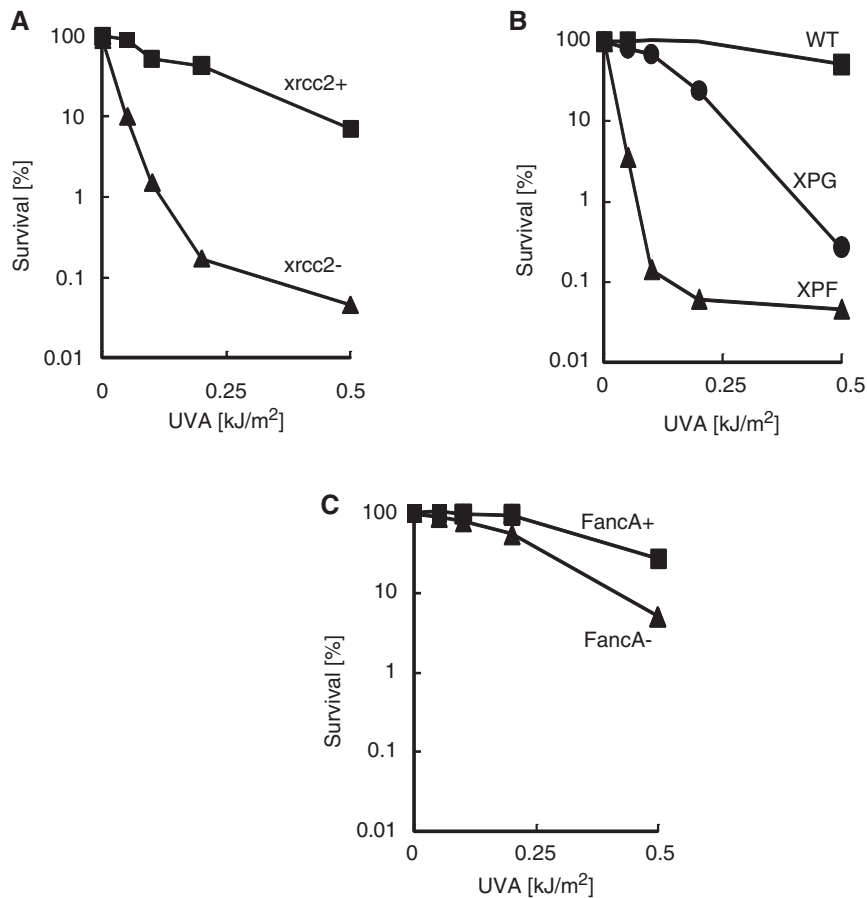 A
100
10
1
0.1
0.01
Survival [%]
xrcc2+
xrcc2-
0
0.25
0.5
UVA [kJ/m2]
B
100
10
1
0.1
0.01
Survival [%]
WT
XPG
XPF
0
0.25
0.5
UVA [kJ/m2]
C
100
10
1
0.1
0.01
Survival [%]
FancA+
FancA-
0
0.25
0.5
UVA [kJ/m2]